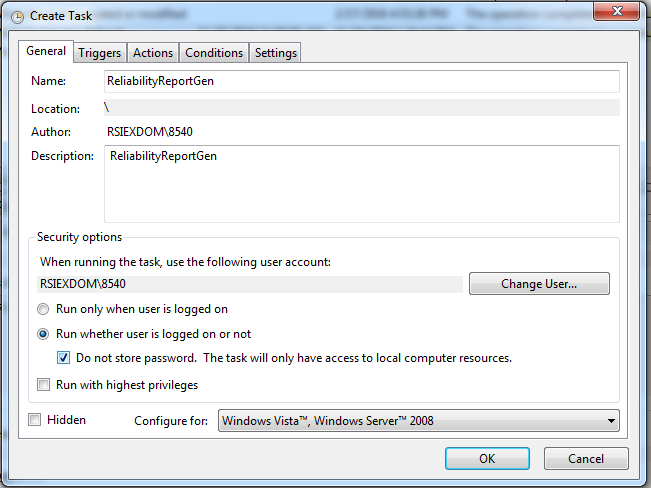 Create Task
General Triggers Actions Conditions Settings
Name: ReliabilityReportGen
Location: \
Author: RSIEXDOM\8540
Description: ReliabilityReportGen
Security options
When running the task, use the following user account:
RSIEXDOM\8540 Change User...
Run only when user is logged on
Run whether user is logged on or not
Do not store password. The task will only have access to local computer resources.
Run with highest privileges
Hidden Configure for: Windows Vista™, Windows Server™ 2008
OK Cancel